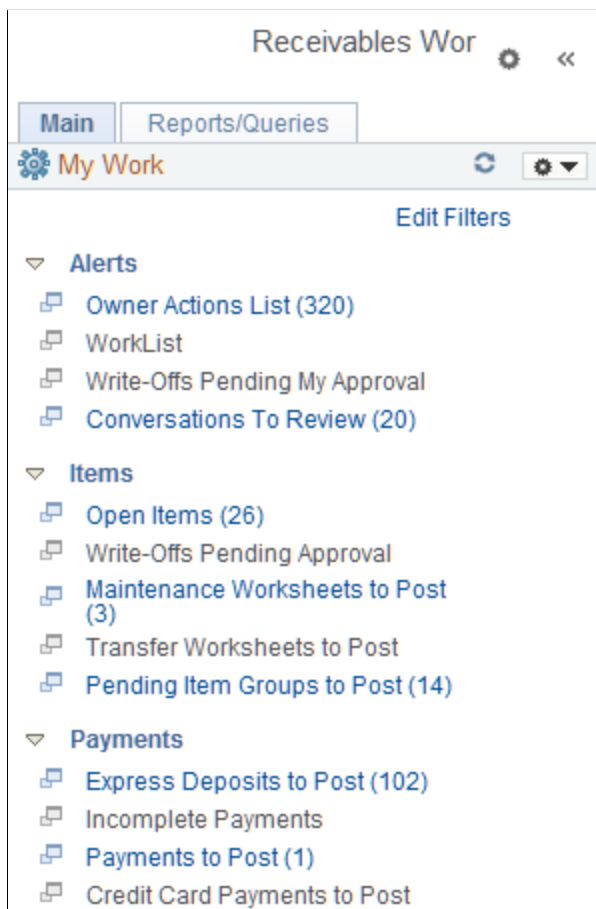 Receivables Wor
Main Reports/Queries
My Work
Edit Filters
Alerts
Owner Actions List (320)
WorkList
Write-Offs Pending My Approval
Conversations To Review (20)
Items
Open Items (26)
Write-Offs Pending Approval
Maintenance Worksheets to Post
(3)
Transfer Worksheets to Post
Pending Item Groups to Post (14)
Payments
Express Deposits to Post (102)
Incomplete Payments
Payments to Post (1)
Credit Card Payments to Post